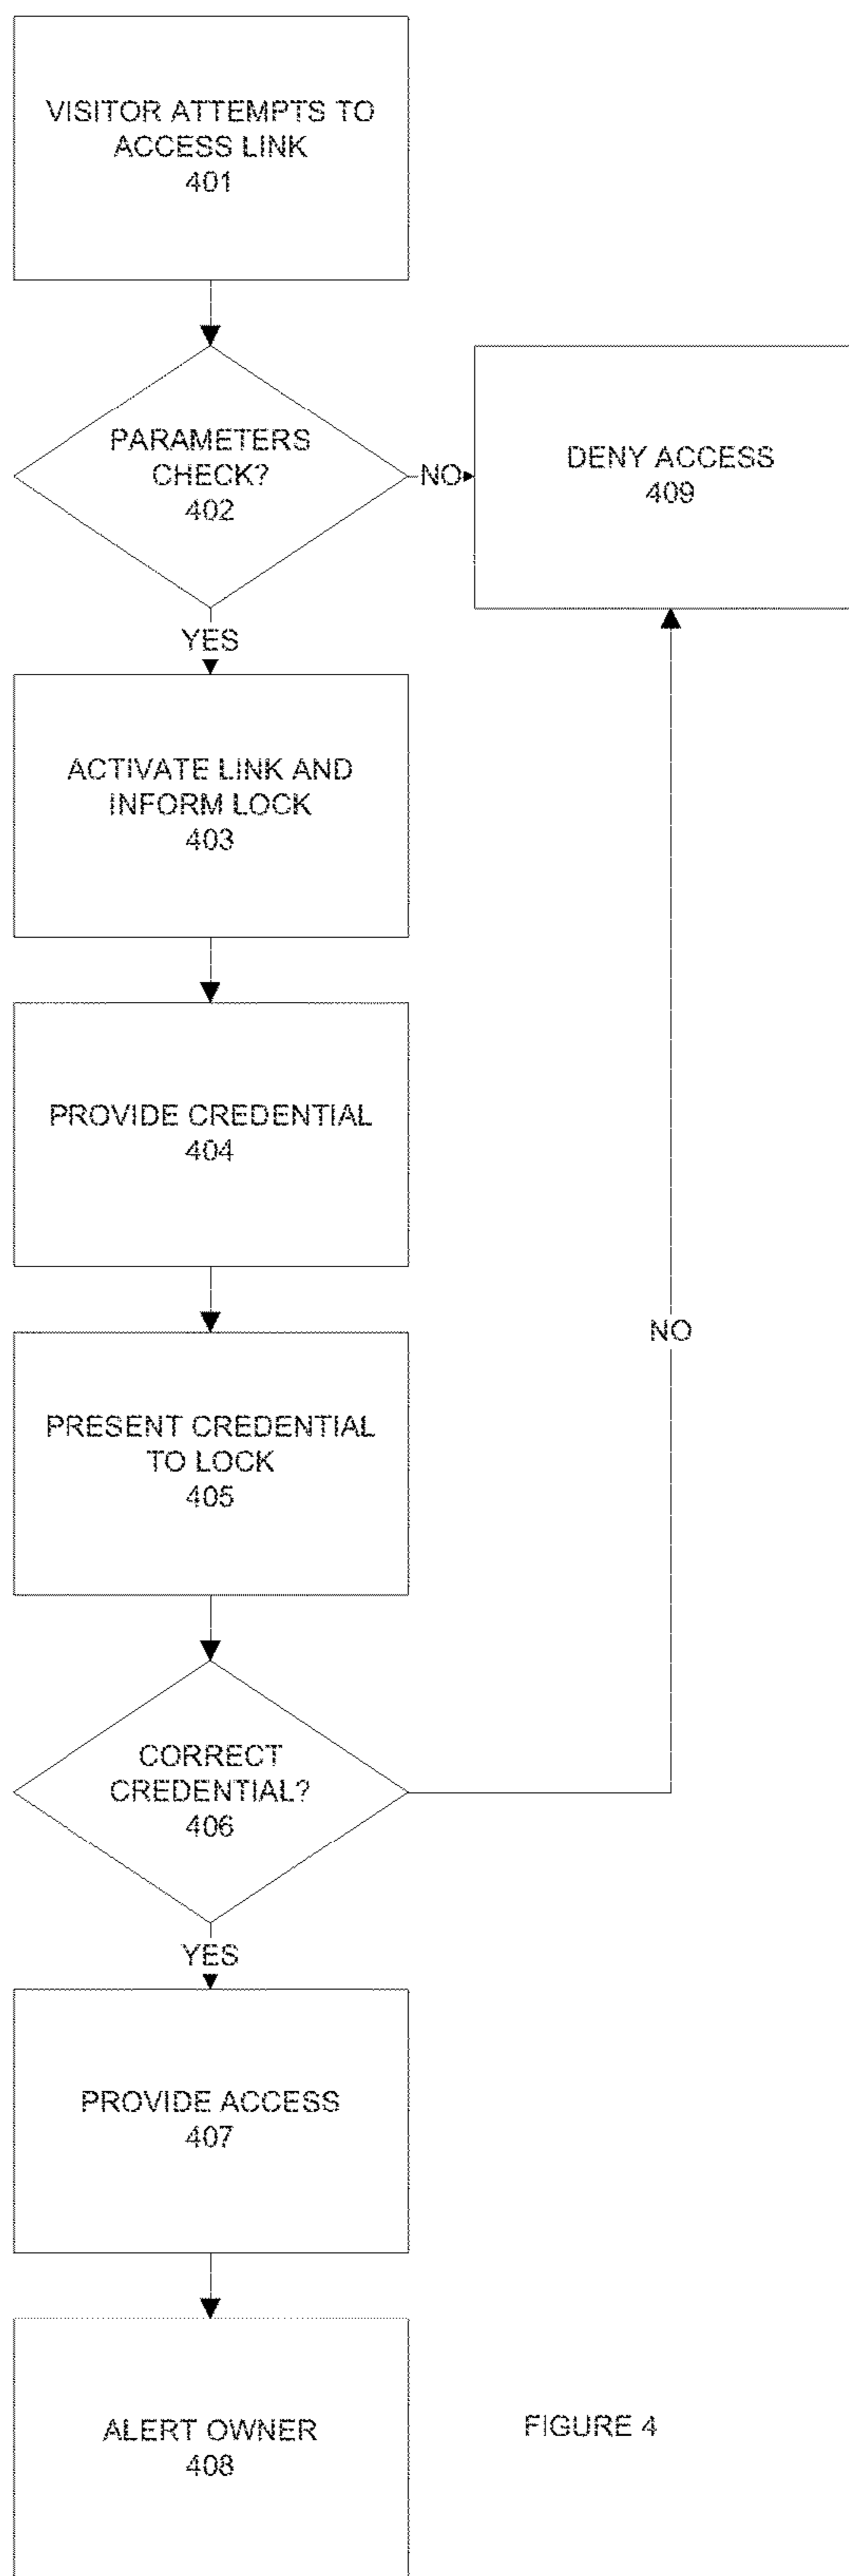 VISITOR ATTEMPTS TO
ACCESS LINK
401
PARAMETERS
CHECK?
402
NO
DENY ACCESS
409
YES
ACTIVATE LINK AND
INFORM LOCK
403
PROVIDE CREDENTIAL
404
NO
PRESENT CREDENTIAL
TO LOCK
405
CORRECT
CREDENTIAL?
406
YES
PROVIDE ACCESS
407
ALERT OWNER
408
FIGURE 4